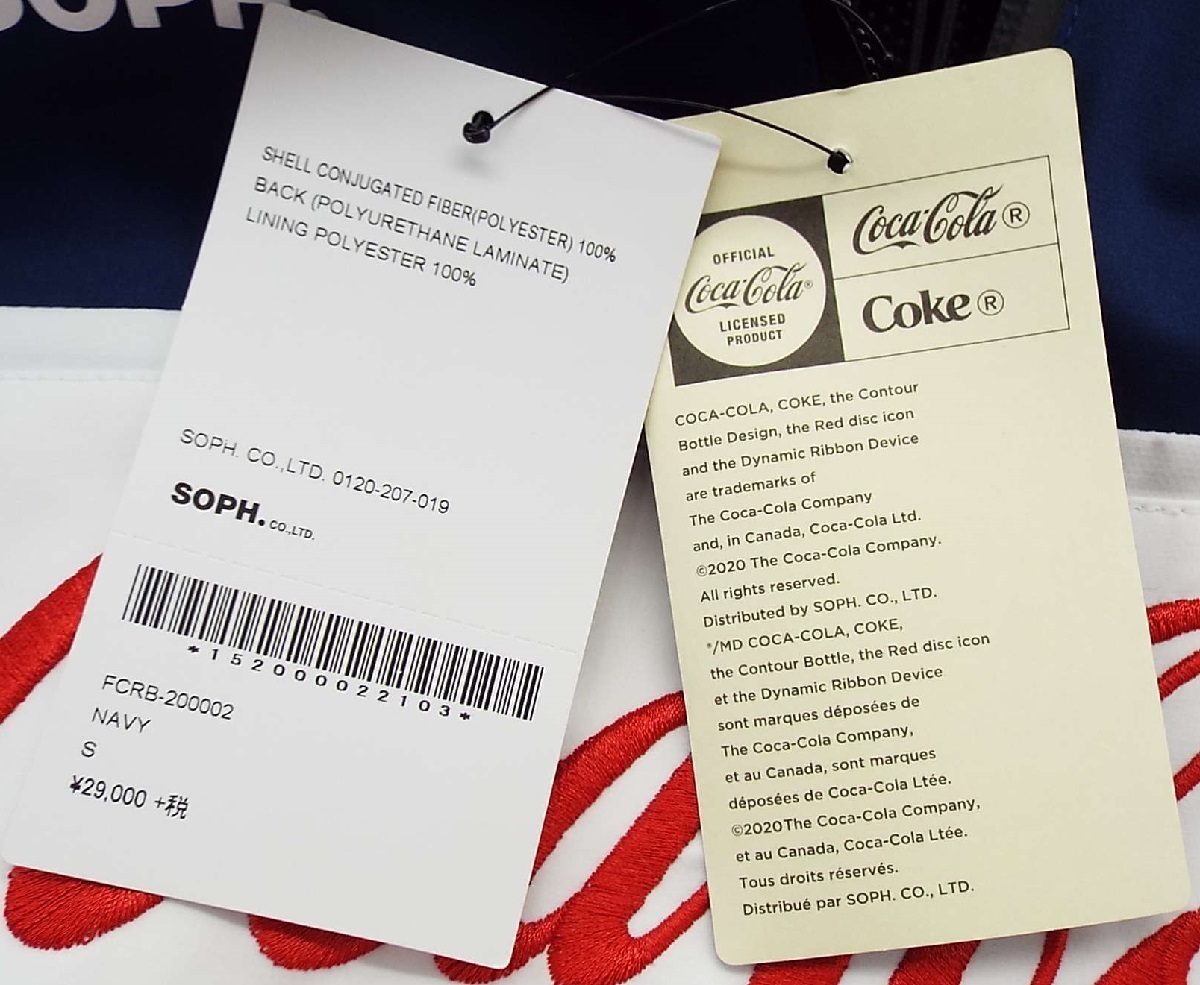 SOPH.
SHELL CONJUGATED FIBER(POLYESTER) 100%
BACK (POLYURETHANE LAMINATE)
LINING POLYESTER 100%
SOPH. CO.,LTD. 0120-207-019
SOPH. CO.,LTD.
*152000022103*
FCRB-200002
NAVY
S
¥29,000 +税
OFFICIAL
Coca-Cola®
LICENSED
PRODUCT
Coca-Cola®
Coke®
COCA-COLA, COKE, the Contour
Bottle Design, the Red disc icon
and the Dynamic Ribbon Device
are trademarks of
The Coca-Cola Company
and, in Canada, Coca-Cola Ltd.
©2020 The Coca-Cola Company.
All rights reserved.
Distributed by SOPH. CO., LTD.
*/MD COCA-COLA, COKE,
the Contour Bottle, the Red disc icon
et the Dynamic Ribbon Device
sont marques déposées de
The Coca-Cola Company,
et au Canada, sont marques
déposées de Coca-Cola Ltée.
©2020The Coca-Cola Company,
et au Canada, Coca-Cola Ltée.
Tous droits réservés.
Distribué par SOPH. CO., LTD.